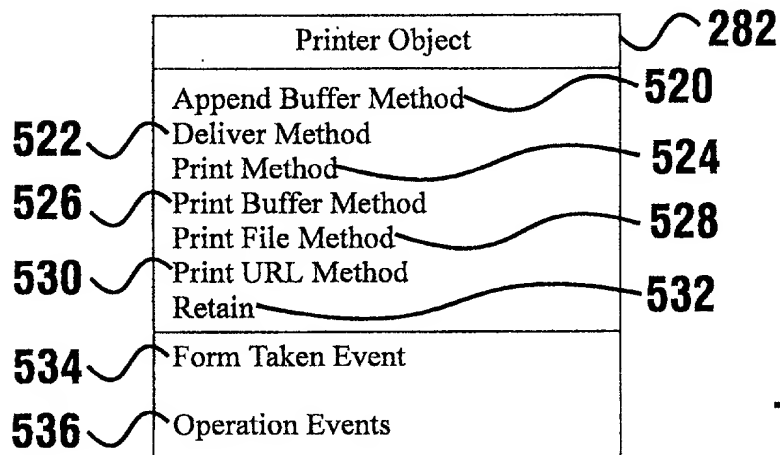 Printer Object 282
Append Buffer Method 520
522 Deliver Method
Print Method 524
526 Print Buffer Method
Print File Method 528
530 Print URL Method
Retain 532
534 Form Taken Event
536 Operation Events